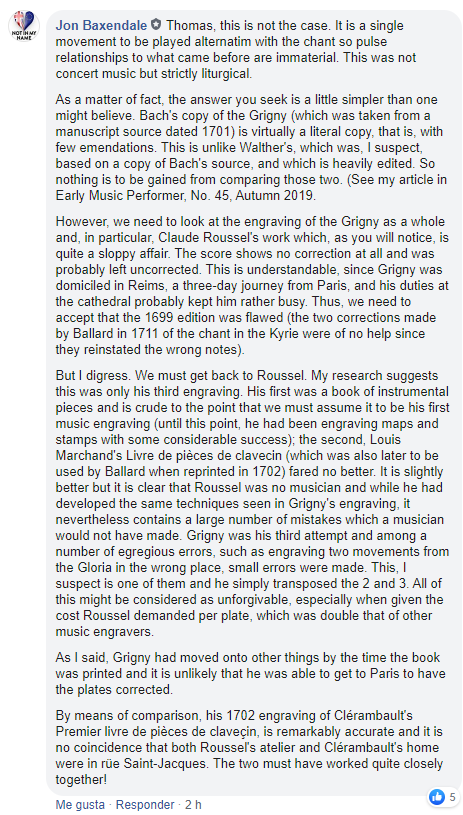 NOT IN MY
NAME
Jon Baxendale Thomas, this is not the case. It is a single
movement to be played alternatim with the chant so pulse
relationships to what came before are immaterial. This was not
concert music but strictly liturgical.
As a matter of fact, the answer you seek is a little simpler than one
might believe. Bach's copy of the Grigny (which was taken from a
manuscript source dated 1701) is virtually a literal copy, that is, with
few emendations. This is unlike Walther's, which was, I suspect,
based on a copy of Bach's source, and which is heavily edited. So
nothing is to be gained from comparing those two. (See my article in
Early Music Performer, No. 45, Autumn 2019.
However, we need to look at the engraving of the Grigny as a whole
and, in particular, Claude Roussel's work which, as you will notice, is
quite a sloppy affair. The score shows no correction at all and was
probably left uncorrected. This is understandable, since Grigny was
domiciled in Reims, a three-day journey from Paris, and his duties at
the cathedral probably kept him rather busy. Thus, we need to
accept that the 1699 edition was flawed (the two corrections made
by Ballard in 1711 of the chant in the Kyrie were of no help since
they reinstated the wrong notes).
But I digress. We must get back to Roussel. My research suggests
this was only his third engraving. His first was a book of instrumental
pieces and is crude to the point that we must assume it to be his first
music engraving (until this point, he had been engraving maps and
stamps with some considerable success); the second, Louis
Marchand's Livre de pièces de clavecin (which was also later to be
used by Ballard when reprinted in 1702) fared no better. It is slightly
better but it is clear that Roussel was no musician and while he had
developed the same techniques seen in Grigny's engraving, it
nevertheless contains a large number of mistakes which a musician
would not have made. Grigny was his third attempt and among a
number of egregious errors, such as engraving two movements from
the Gloria in the wrong place, small errors were made. This, I
suspect is one of them and he simply transposed the 2 and 3. All of
this might be considered as unforgivable, especially when given the
cost Roussel demanded per plate, which was double that of other
music engravers.
As I said, Grigny had moved onto other things by the time the book
was printed and it is unlikely that he was able to get to Paris to have
the plates corrected.
By means of comparison, his 1702 engraving of Clérambault's
Premier livre de pièces de claveçin, is remarkably accurate and it is
no coincidence that both Roussel's atelier and Clérambault's home
were in rüe Saint-Jacques. The two must have worked quite closely
together!
5
Me gusta · Responder · 2 h